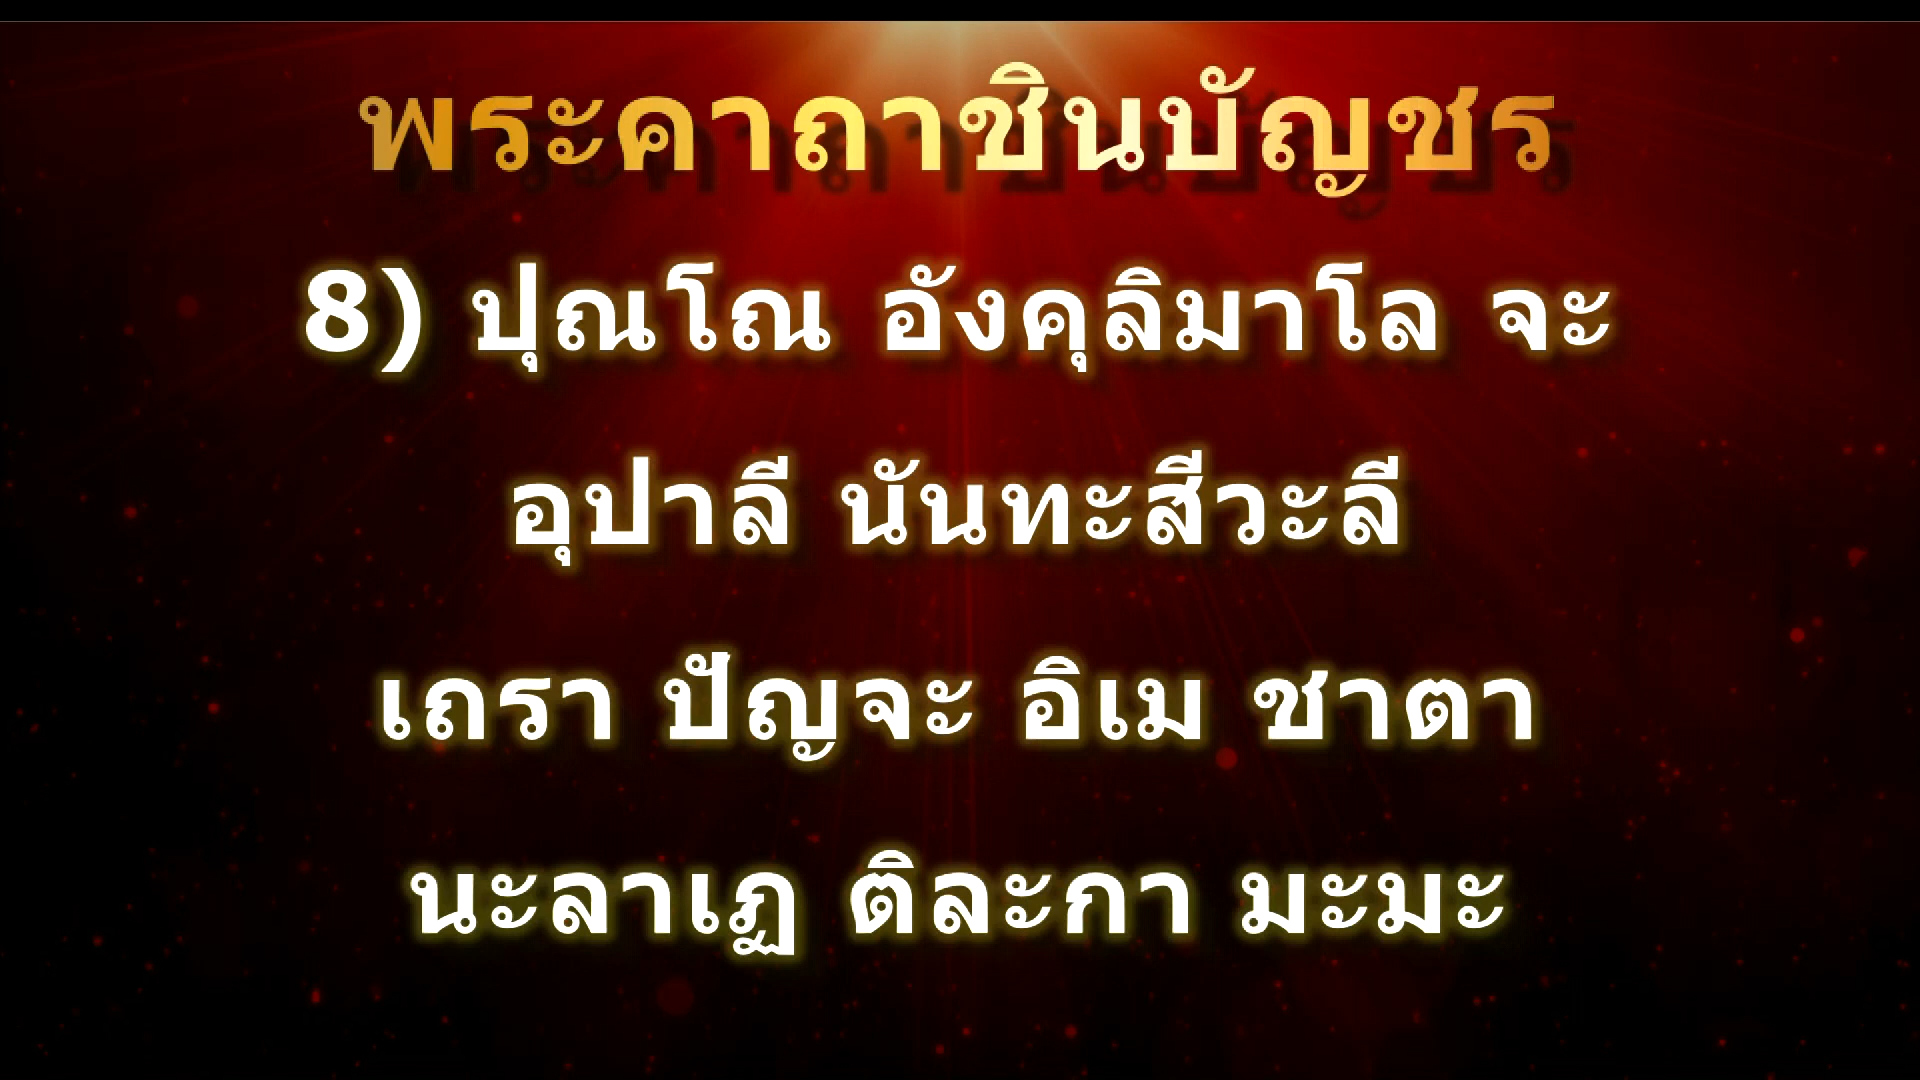 พระคาถาชินบัญชร
8) ปุณโณ อังคุลิมาโล จะ
อุปาลี นันทะสีวะลี
เถรา ปัญจะ อิเม ชาตา
นะลาเฏ ติละกา มะมะ